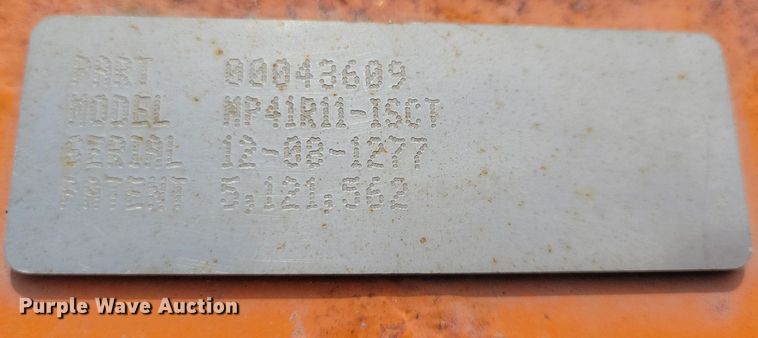 PART 00043609
MODEL MP41R11-ISCT
SERIAL 12-08-1277
PATENT 5,121,562
Purple Wave Auction